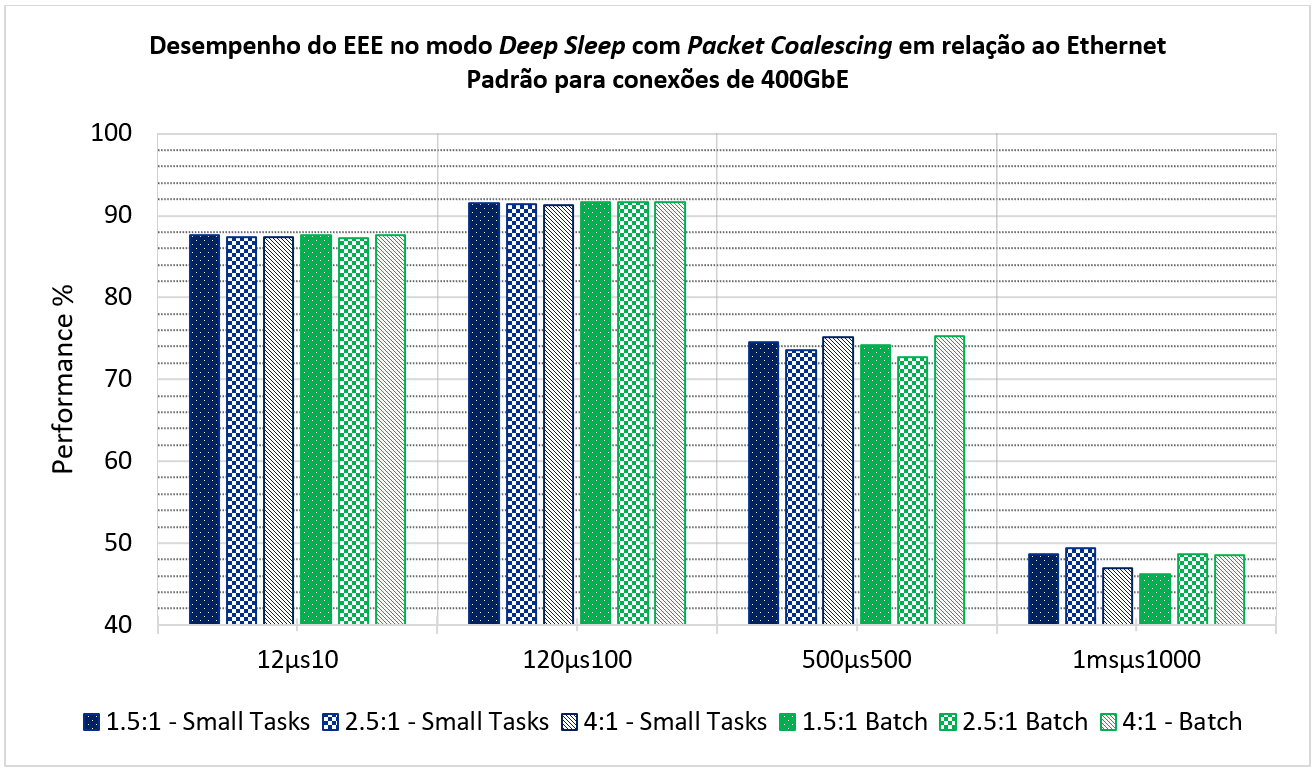 Desempenho do EEE no modo Deep Sleep com Packet Coalescing em relação ao Ethernet
Padrão para conexões de 400GbE
Performance %
100
90
80
70
60
50
40
12µs10
120µs100
500µs500
1msµs1000
1.5:1 - Small Tasks
2.5:1 - Small Tasks
4:1 - Small Tasks
1.5:1 Batch
2.5:1 Batch
4:1 - Batch